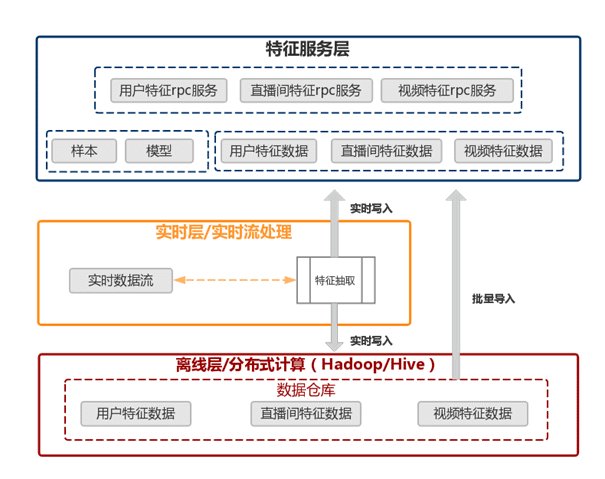 特征服务层
用户特征rpc服务
直播间特征rpc服务
视频特征rpc服务
样本
模型
用户特征数据
直播间特征数据
视频特征数据
实时写入
实时层/实时流处理
实时数据流
特征抽取
批量导入
实时写入
离线层/分布式计算（Hadoop/Hive）
数据仓库
用户特征数据
直播间特征数据
视频特征数据